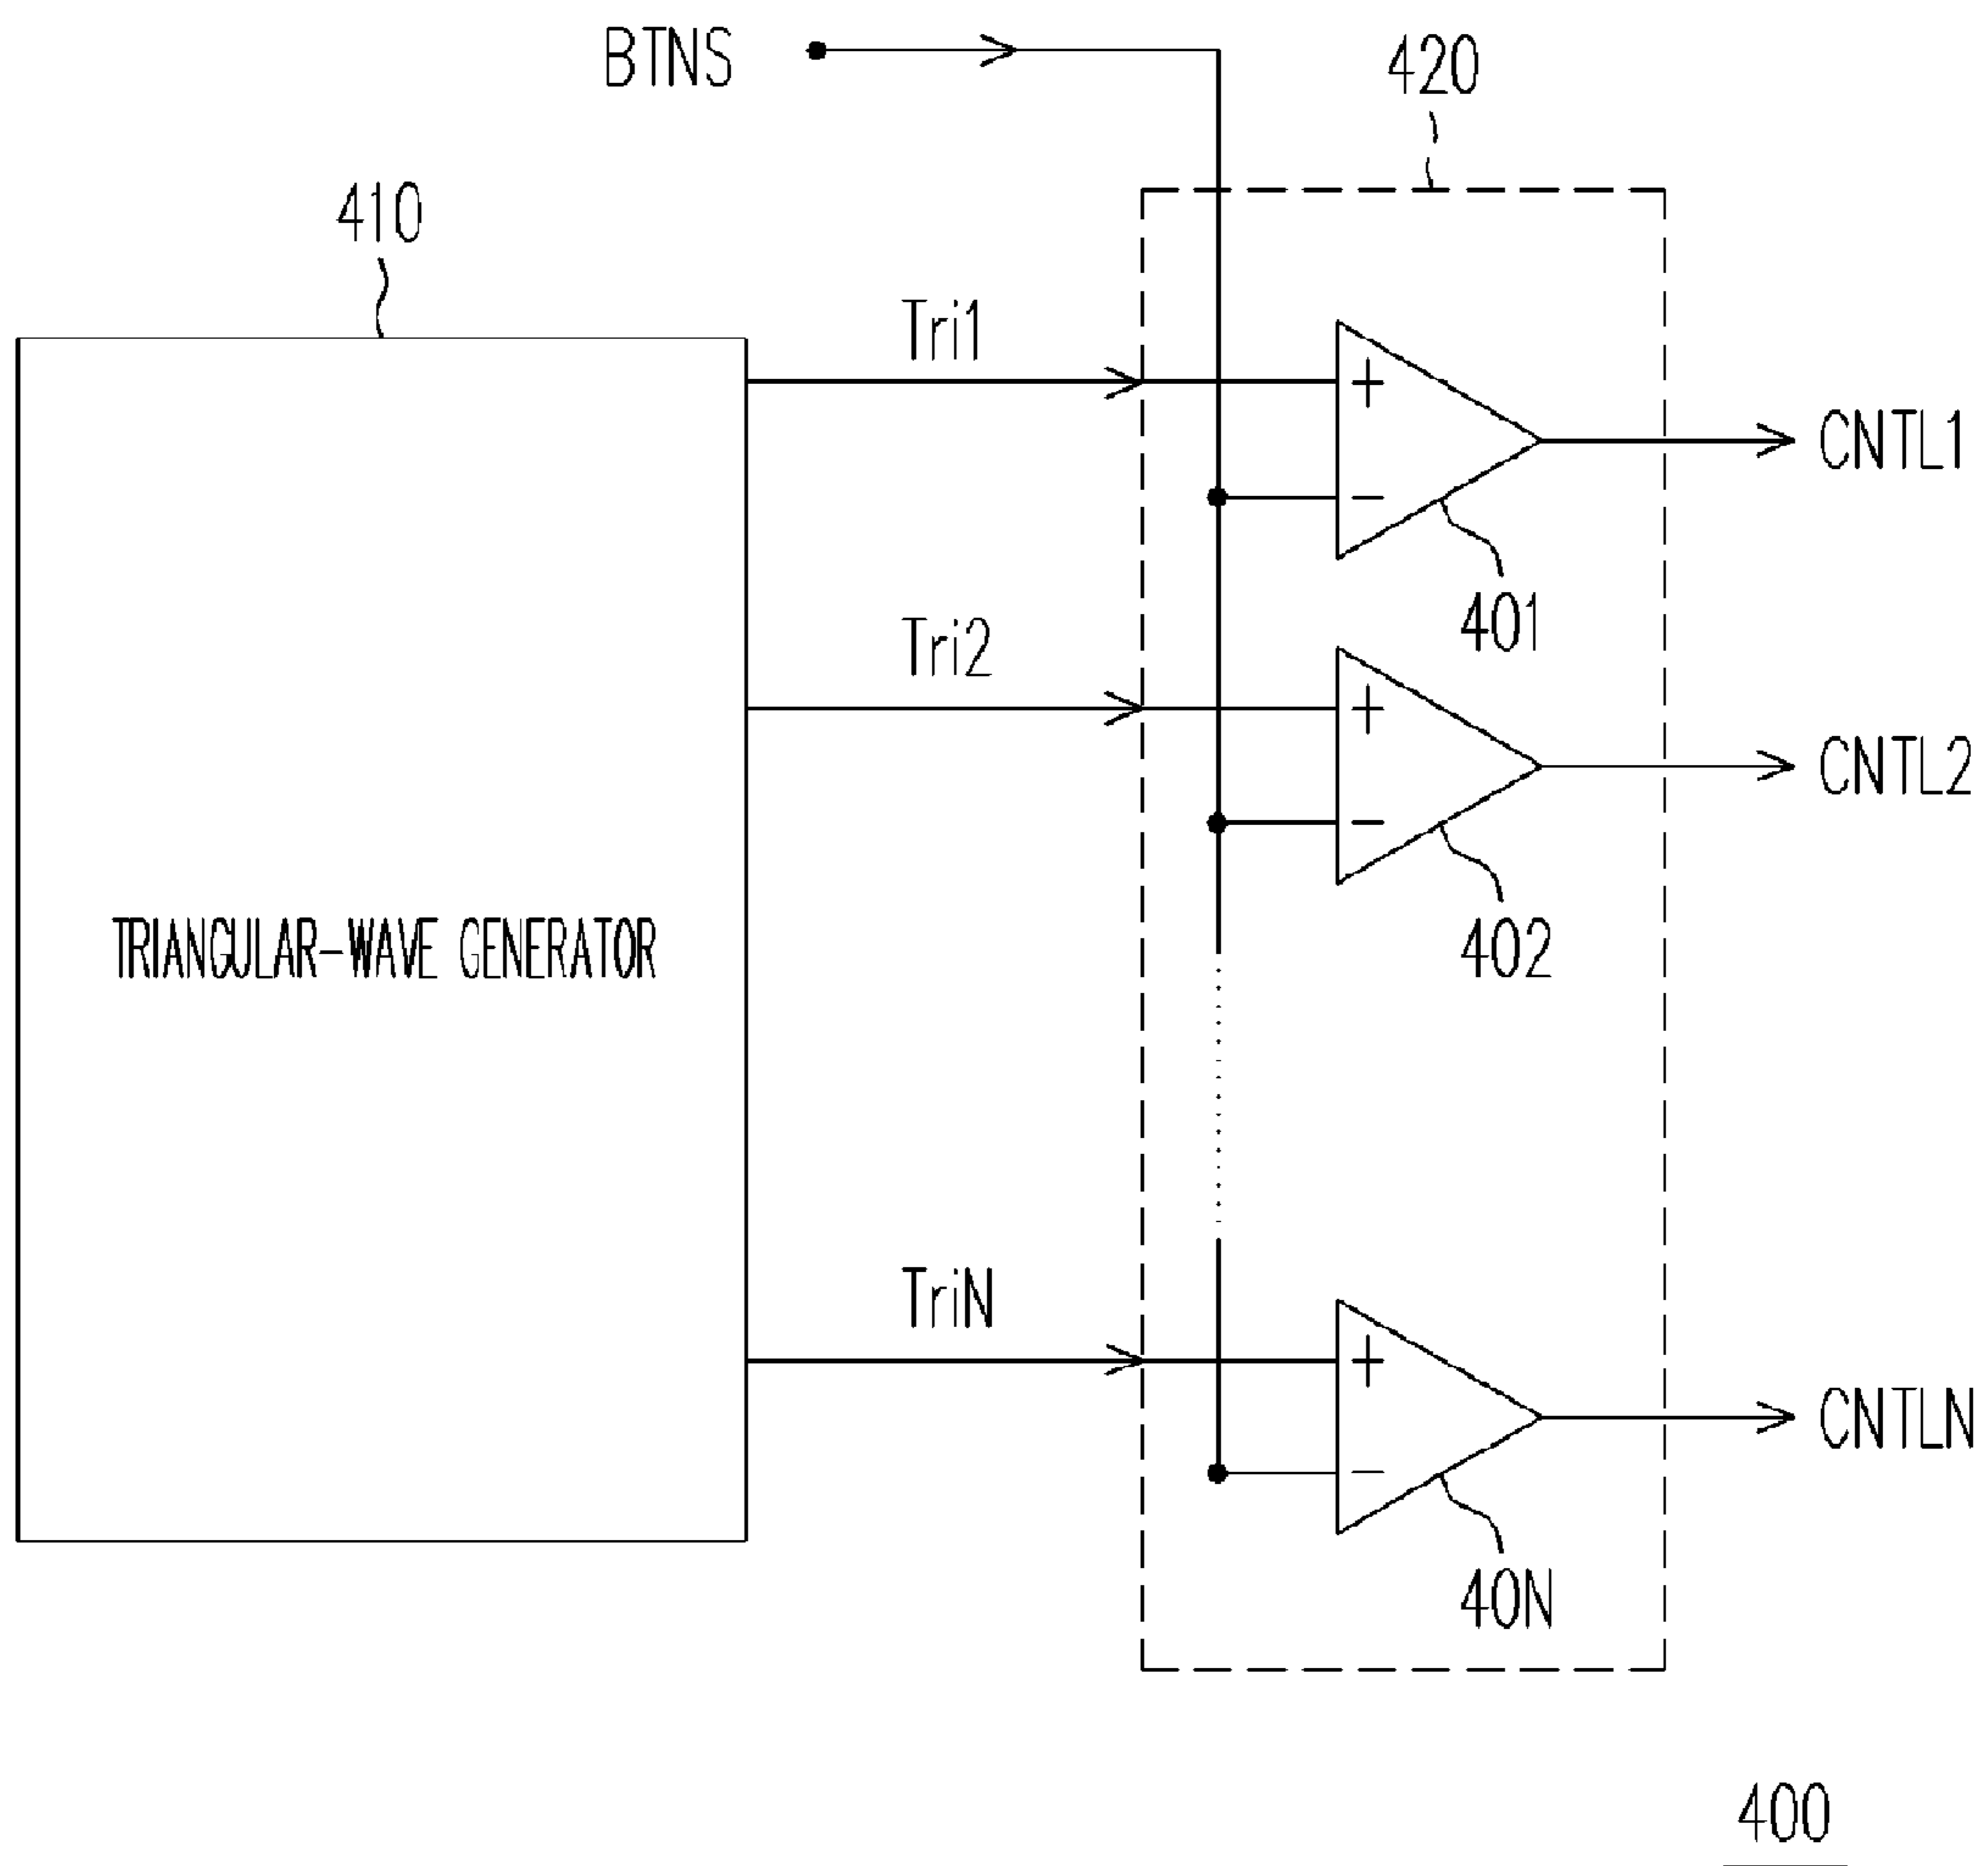 BTNS
420
410
Tri1
+
CNTL1
−
401
Tri2
+
CNTL2
−
402
TRIANGULAR-WAVE GENERATOR
TriN
+
CNTLN
−
40N
400